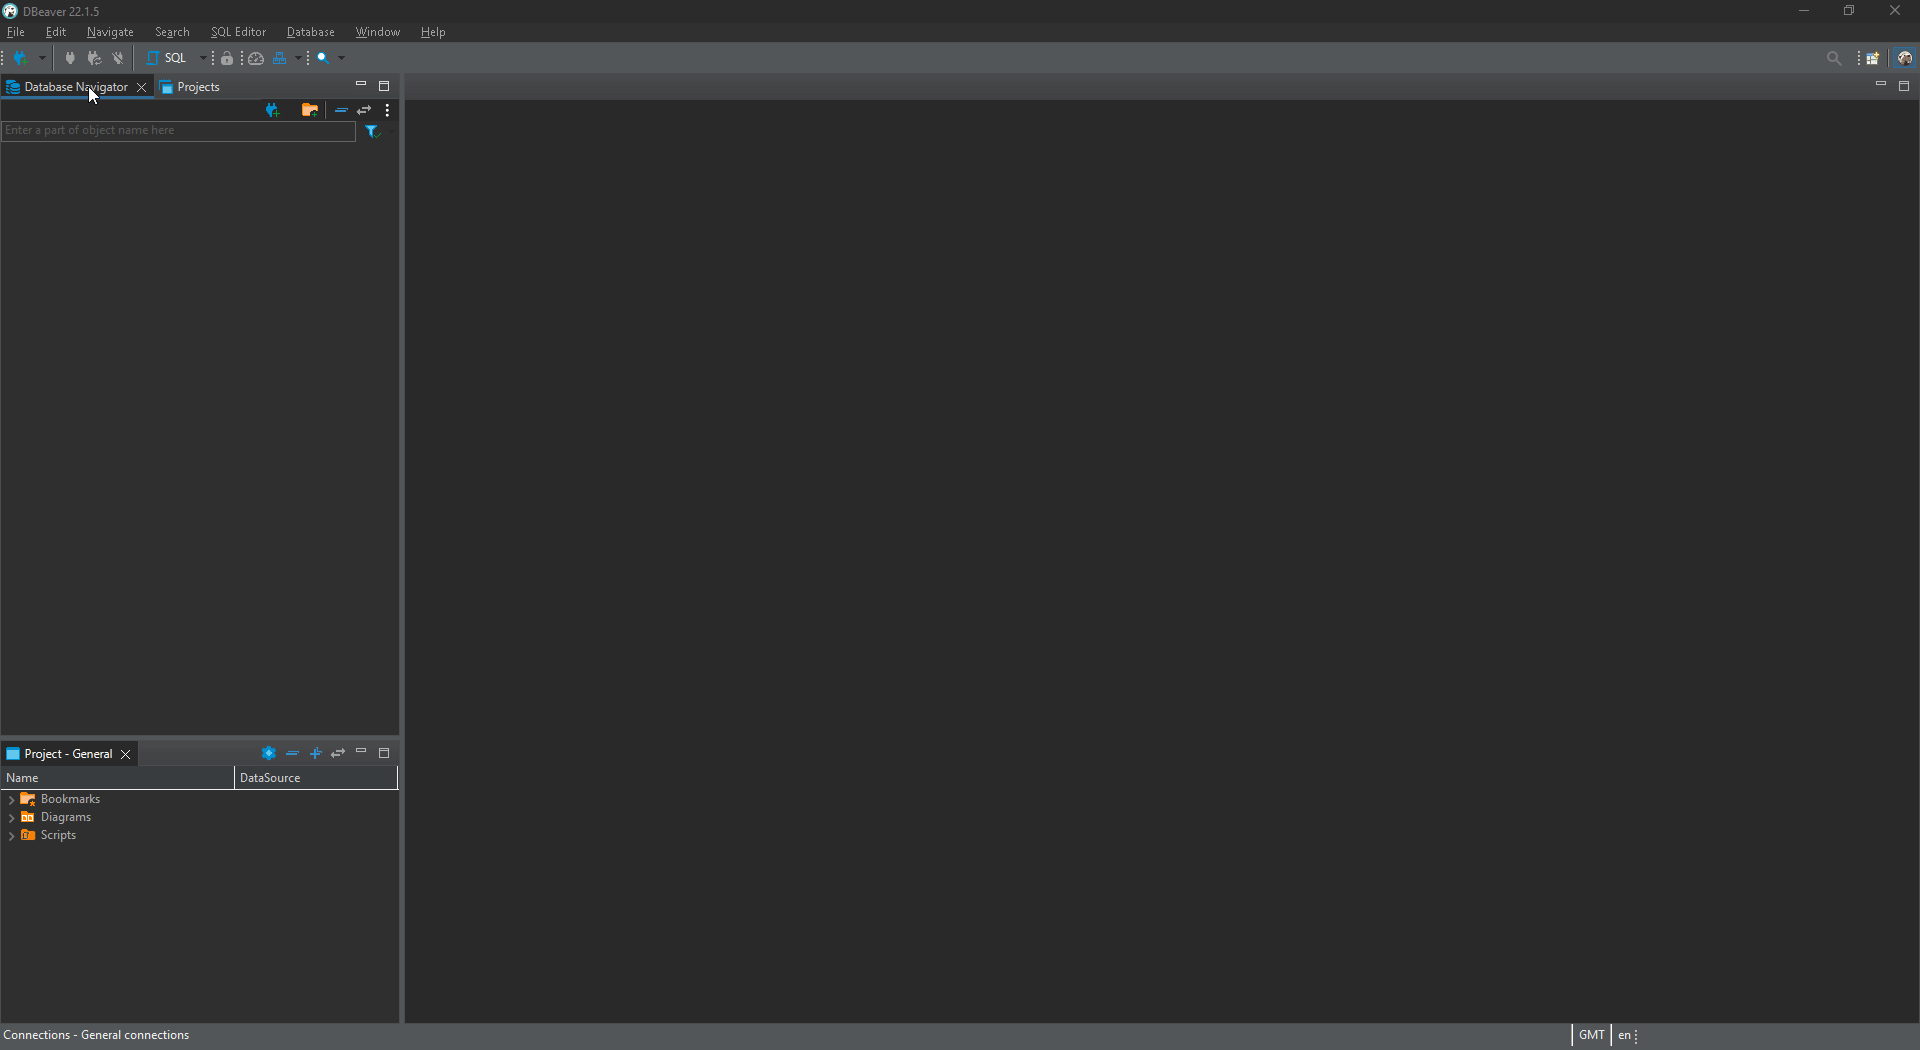 DBeaver 22.1.5
File Edit Navigate Search SQL Editor Database Window Help
SQL
Database Navigator Projects
Enter a part of object name here
Project - General
Name DataSource
Bookmarks
Diagrams
Scripts
Connections - General connections GMT en